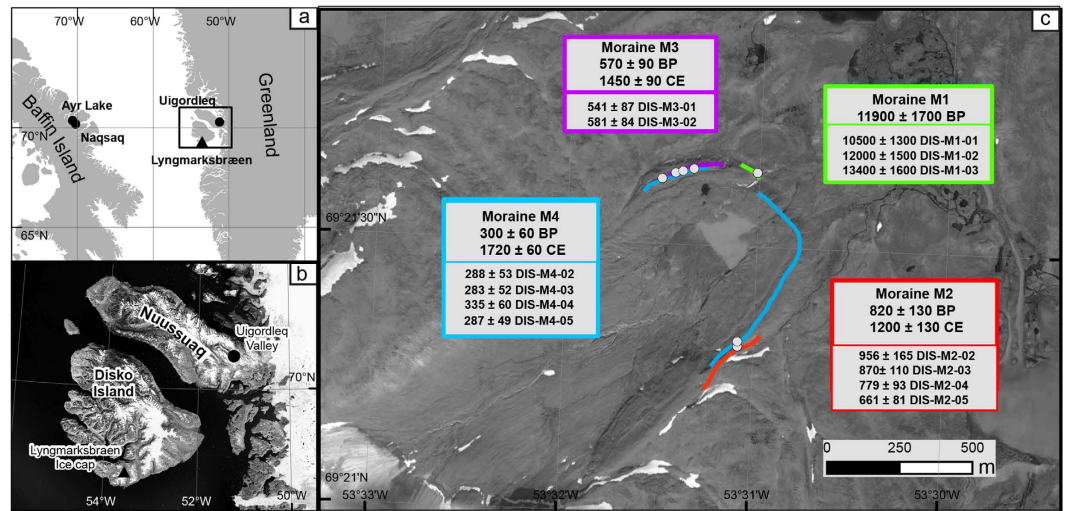 70°W
60°W
50°W
a
Ayr Lake
Uigordleq
Baffin Island
70°N
Naqsaq
Lyngmarksbræen
Greenland
65°N
b
Nuussuaq
Uigordleq
Valley
70°N
Disko
Island
Lyngmarksbraen
Ice cap
54°W
52°W
50°W
c
Moraine M3
570 ± 90 BP
1450 ± 90 CE
541 ± 87 DIS-M3-01
581 ± 84 DIS-M3-02
Moraine M1
11900 ± 1700 BP
10500 ± 1300 DIS-M1-01
12000 ± 1500 DIS-M1-02
13400 ± 1600 DIS-M1-03
69°21'30"N
Moraine M4
300 ± 60 BP
1720 ± 60 CE
288 ± 53 DIS-M4-02
283 ± 52 DIS-M4-03
335 ± 60 DIS-M4-04
287 ± 49 DIS-M4-05
Moraine M2
820 ± 130 BP
1200 ± 130 CE
956 ± 165 DIS-M2-02
870± 110 DIS-M2-03
779 ± 93 DIS-M2-04
661 ± 81 DIS-M2-05
0 250 500
m
69°21'N
53°33'W
53°32'W
53°31'W
53°30'W